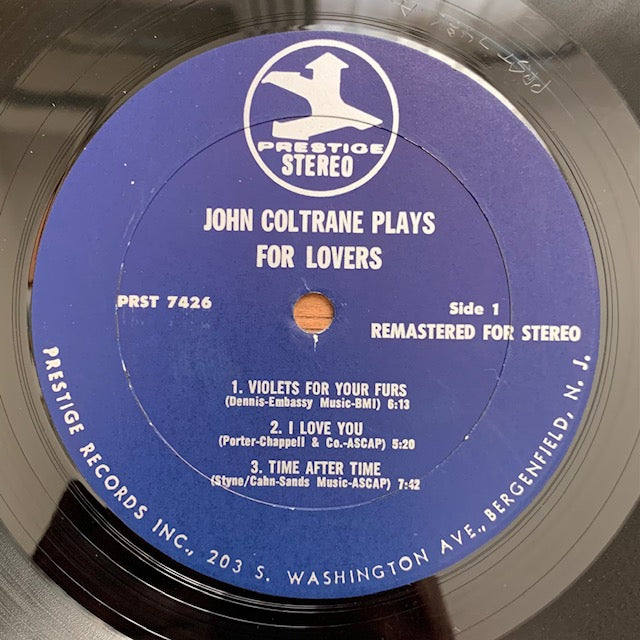 PRESTIGE
STEREO
JOHN COLTRANE PLAYS
FOR LOVERS
PRST 7426
Side 1
REMASTERED FOR STEREO
1. VIOLETS FOR YOUR FURS
(Dennis-Embassy Music-BMI) 6:13
2. I LOVE YOU
(Porter-Chappell & Co.-ASCAP) 5:20
3. TIME AFTER TIME
(Styne/Cahn-Sands Music-ASCAP) 7:42
PRESTIGE RECORDS INC., 203 S. WASHINGTON AVE., BERGENFIELD, N. J.